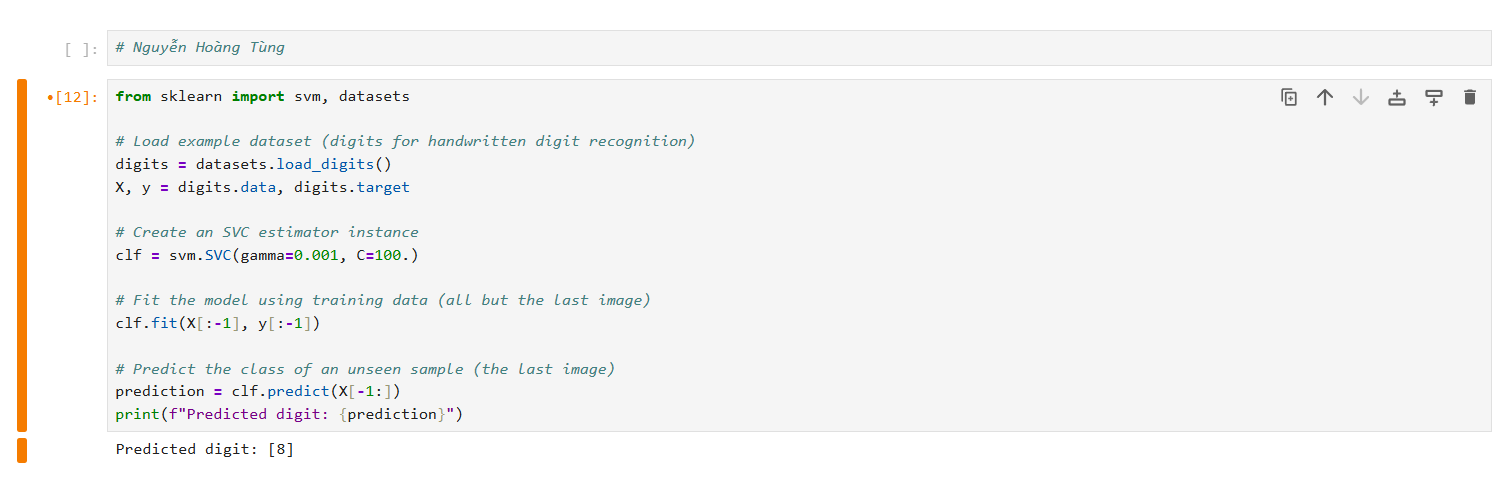 [ ]: # Nguyễn Hoàng Tùng
•[12]: from sklearn import svm, datasets
# Load example dataset (digits for handwritten digit recognition)
digits = datasets.load_digits()
X, y = digits.data, digits.target
# Create an SVC estimator instance
clf = svm.SVC(gamma=0.001, C=100.)
# Fit the model using training data (all but the last image)
clf.fit(X[:-1], y[:-1])
# Predict the class of an unseen sample (the last image)
prediction = clf.predict(X[-1:])
print(f"Predicted digit: {prediction}")
Predicted digit: [8]